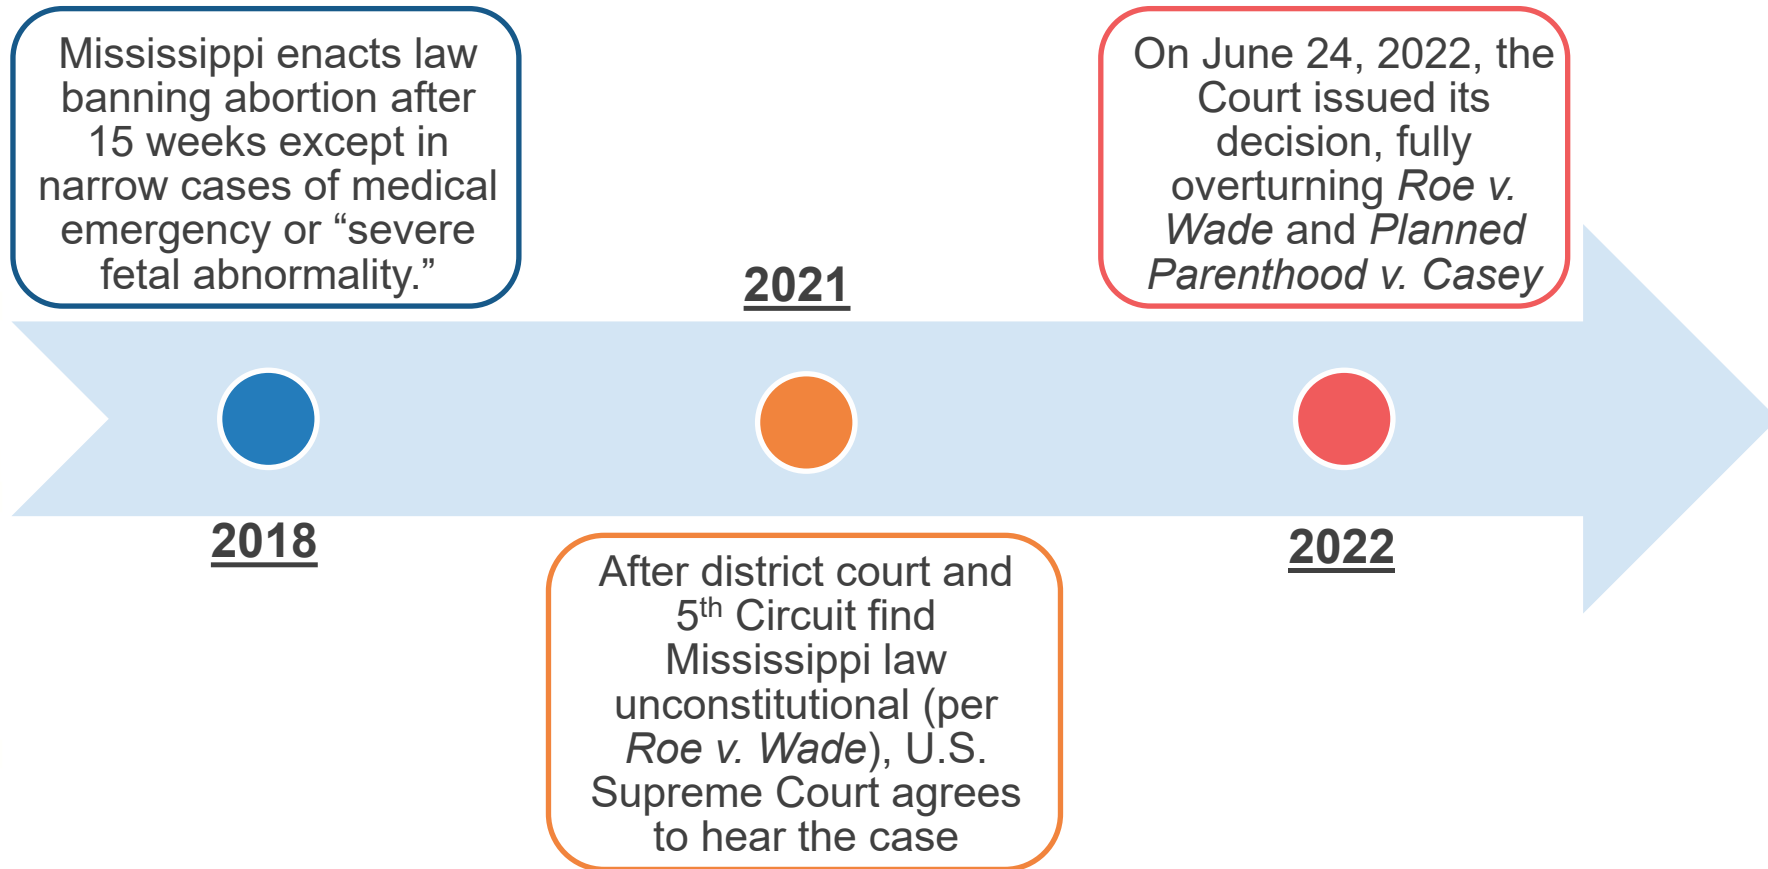 Mississippi enacts law
banning abortion after
15 weeks except in
narrow cases of medical
emergency or “severe
fetal abnormality.”
2018
2021
After district court and
5th Circuit find
Mississippi law
unconstitutional (per
Roe v. Wade), U.S.
Supreme Court agrees
to hear the case
On June 24, 2022, the
Court issued its
decision, fully
overturning Roe v.
Wade and Planned
Parenthood v. Casey
2022